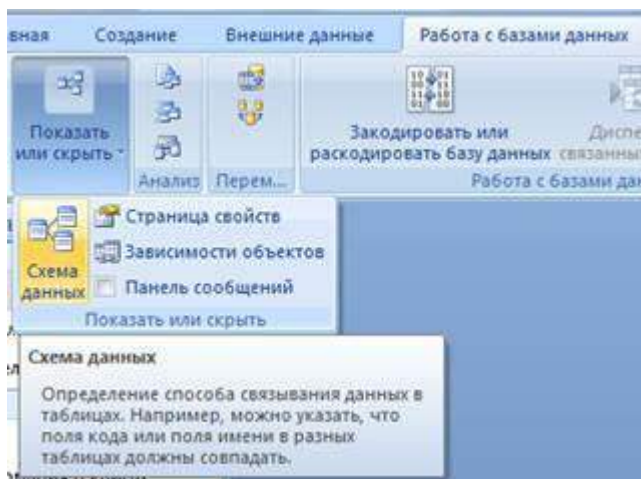 вная Создание Внешние данные Работа с базами данных
Показать
или скрыть
Анализ Перем...
Закодировать или
раскодировать базу данных
Диспе
связанны
Работа с базами дан
Схема
данных
Страница свойств
Зависимости объектов
Панель сообщений
Показать или скрыть
Схема данных
Определение способа связывания данных в
таблицах. Например, можно указать, что
поля кода или поля имени в разных
таблицах должны совпадать.